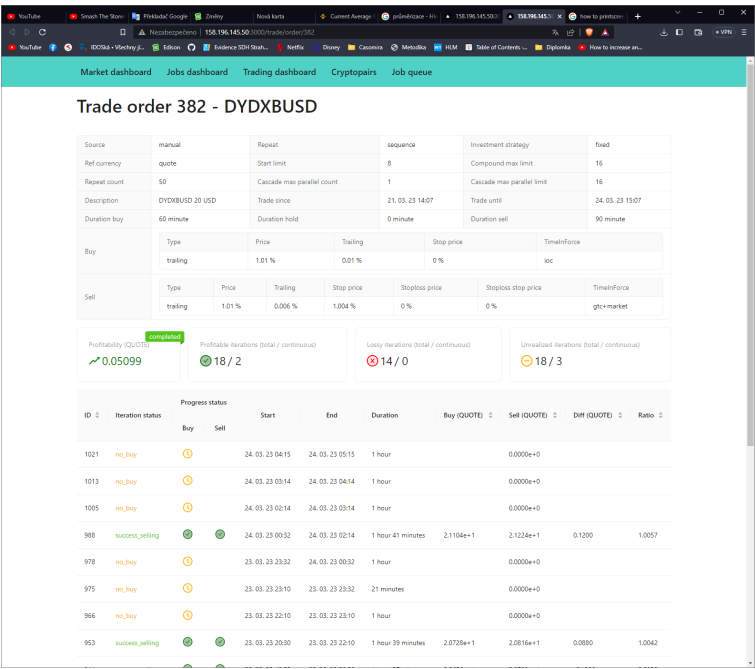 YouTube Smash The Stone Překládač Google Změny Nová karta Current Average průměrizace - Hl 158.196.145.50:30 158.196.145.50 how to printscree
Nezabezpečeno 158.196.145.50:3000/trade/order/382 VPN
YouTube IDOSká • Všechny jí... Edison Evidence SDH Strah... Netflix Disney Casomira Metodika HLM Table of Contents -... Diplomka How to increase an...
Market dashboard Jobs dashboard Trading dashboard Cryptopairs Job queue
Trade order 382 - DYDXBUSD
Source manual Repeat sequence Investment strategy fixed
Ref currency quote Start limit 8 Compound max limit 16
Repeat count 50 Cascade max parallel count 1 Cascade max parallel limit 16
Description DYDXBUSD 20 USD Trade since 21. 03. 23 14:07 Trade until 24. 03. 23 15:07
Duration buy 60 minute Duration hold 0 minute Duration sell 90 minute
Buy
Type Price Trailing Stop price TimeInForce
trailing 1.01 % 0.01 % 0 % ioc
Sell
Type Price Trailing Stop price Stoploss price Stoploss stop price TimeInForce
trailing 1.01 % 0.006 % 1.004 % 0 % 0 % gtc+market
completed
Profitability (QUOTE) Profitable iterations (total / continuous) Lossy iterations (total / continuous) Unrealized iterations (total / continuous)
0.05099 18 / 2 14 / 0 18 / 3
Progress status
ID Iteration status Start End Duration Buy (QUOTE) Sell (QUOTE) Diff (QUOTE) Ratio
Buy Sell
1021 no_buy 24. 03. 23 04:15 24. 03. 23 05:15 1 hour 0.0000e+0
1013 no_buy 24. 03. 23 03:14 24. 03. 23 04:14 1 hour 0.0000e+0
1005 no_buy 24. 03. 23 02:14 24. 03. 23 03:14 1 hour 0.0000e+0
988 success_selling 24. 03. 23 00:32 24. 03. 23 02:14 1 hour 41 minutes 2.1104e+1 2.1224e+1 0.1200 1.0057
978 no_buy 23. 03. 23 23:32 24. 03. 23 00:32 1 hour 0.0000e+0
975 no_buy 23. 03. 23 23:10 23. 03. 23 23:32 21 minutes 0.0000e+0
966 no_buy 23. 03. 23 22:10 23. 03. 23 23:10 1 hour 0.0000e+0
953 success_selling 23. 03. 23 20:30 23. 03. 23 22:10 1 hour 39 minutes 2.0728e+1 2.0816e+1 0.0880 1.0042